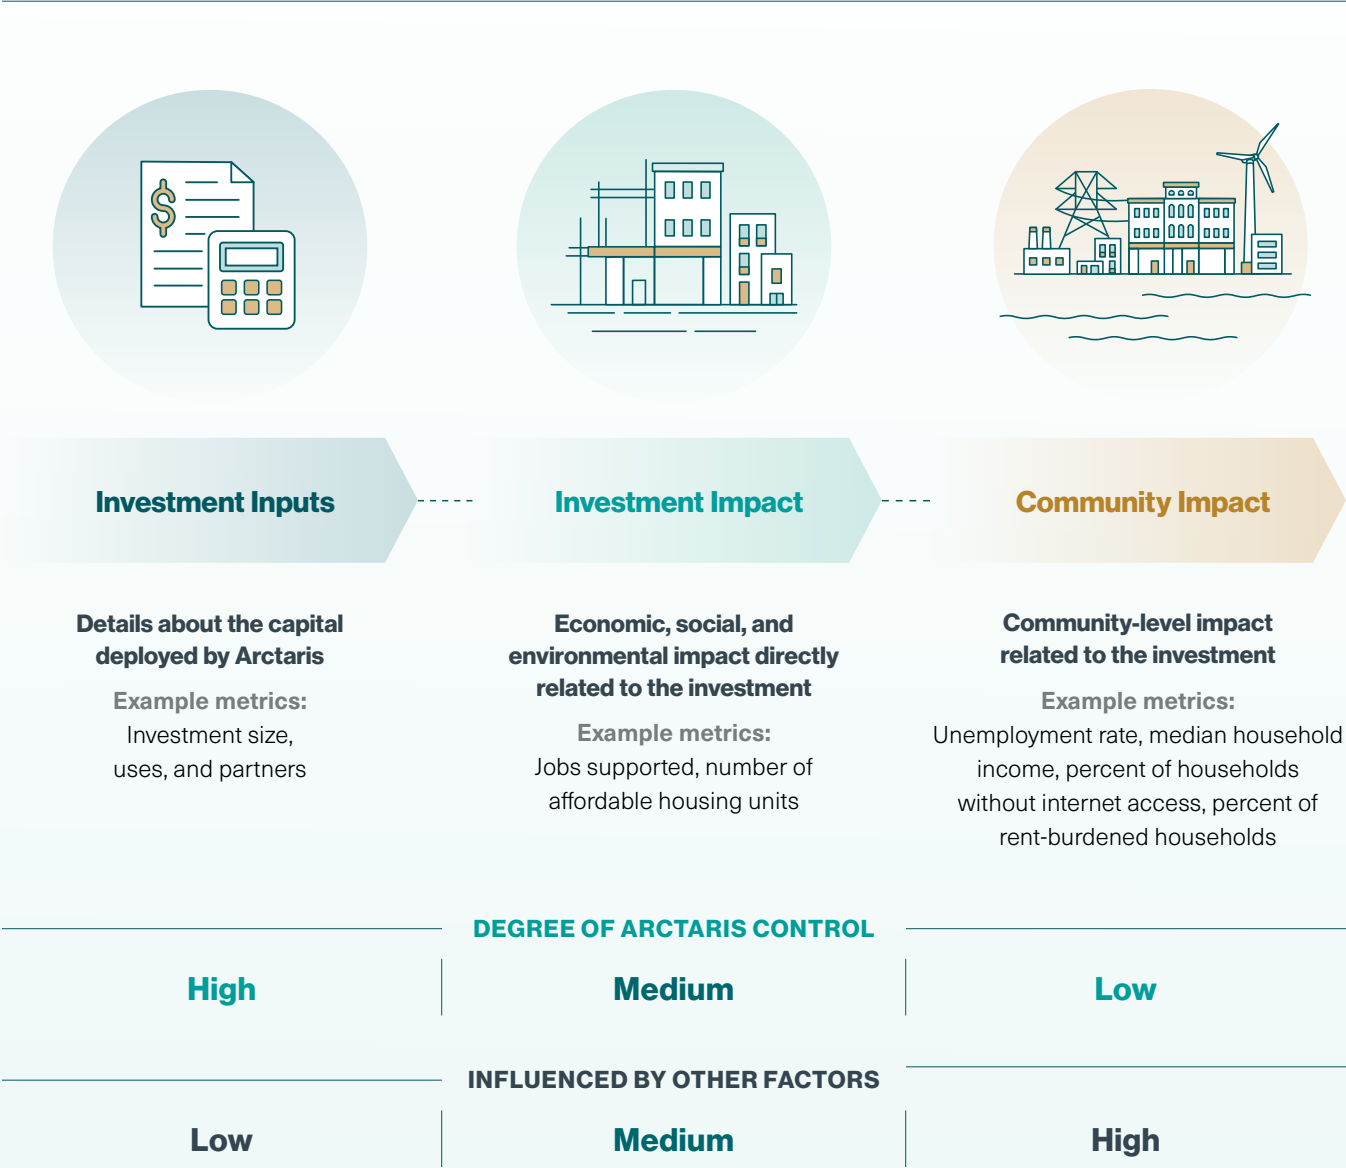 $
Investment Inputs
Investment Impact
Community Impact
Details about the capital
deployed by Arctaris
Example metrics:
Investment size,
uses, and partners
Economic, social, and
environmental impact directly
related to the investment
Example metrics:
Jobs supported, number of
affordable housing units
Community-level impact
related to the investment
Example metrics:
Unemployment rate, median household
income, percent of households
without internet access, percent of
rent-burdened households
DEGREE OF ARCTARIS CONTROL
High
Medium
Low
INFLUENCED BY OTHER FACTORS
Low
Medium
High